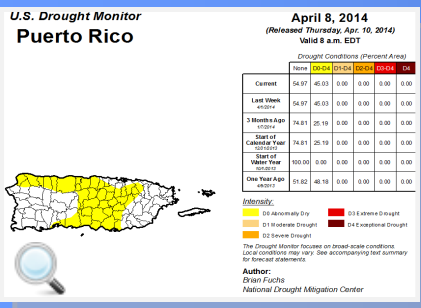 U.S. Drought Monitor
Puerto Rico
April 8, 2014
(Released Thursday, Apr. 10, 2014)
Valid 8 a.m. EDT
Drought Conditions (Percent Area)
None D0-D4 D1-D4 D2-D4 D3-D4 D4
Current 54.97 45.03 0.00 0.00 0.00 0.00
Last Week 54.97 45.03 0.00 0.00 0.00 0.00
4/1/2014
3 Months Ago 74.81 25.19 0.00 0.00 0.00 0.00
1/7/2014
Start of
Calendar Year 74.81 25.19 0.00 0.00 0.00 0.00
12/31/2013
Start of
Water Year 100.00 0.00 0.00 0.00 0.00 0.00
10/1/2013
One Year Ago 51.82 48.18 0.00 0.00 0.00 0.00
4/9/2013
Intensity:
D0 Abnormally Dry D3 Extreme Drought
D1 Moderate Drought D4 Exceptional Drought
D2 Severe Drought
The Drought Monitor focuses on broad-scale conditions.
Local conditions may vary. See accompanying text summary
for forecast statements.
Author:
Brian Fuchs
National Drought Mitigation Center